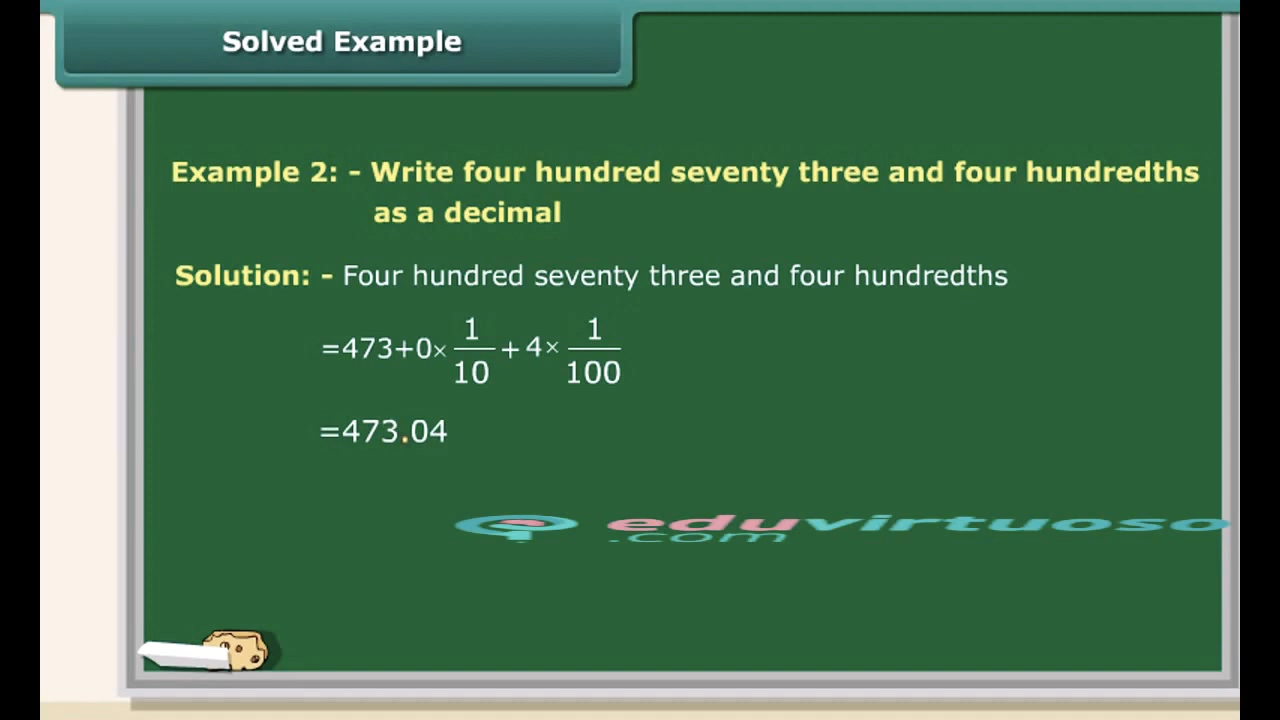 Solved Example
Example 2: - Write four hundred seventy three and four hundredths
as a decimal
Solution: - Four hundred seventy three and four hundredths
=473+0× 1/10 + 4× 1/100
=473.04
eduvirtuoso
.com